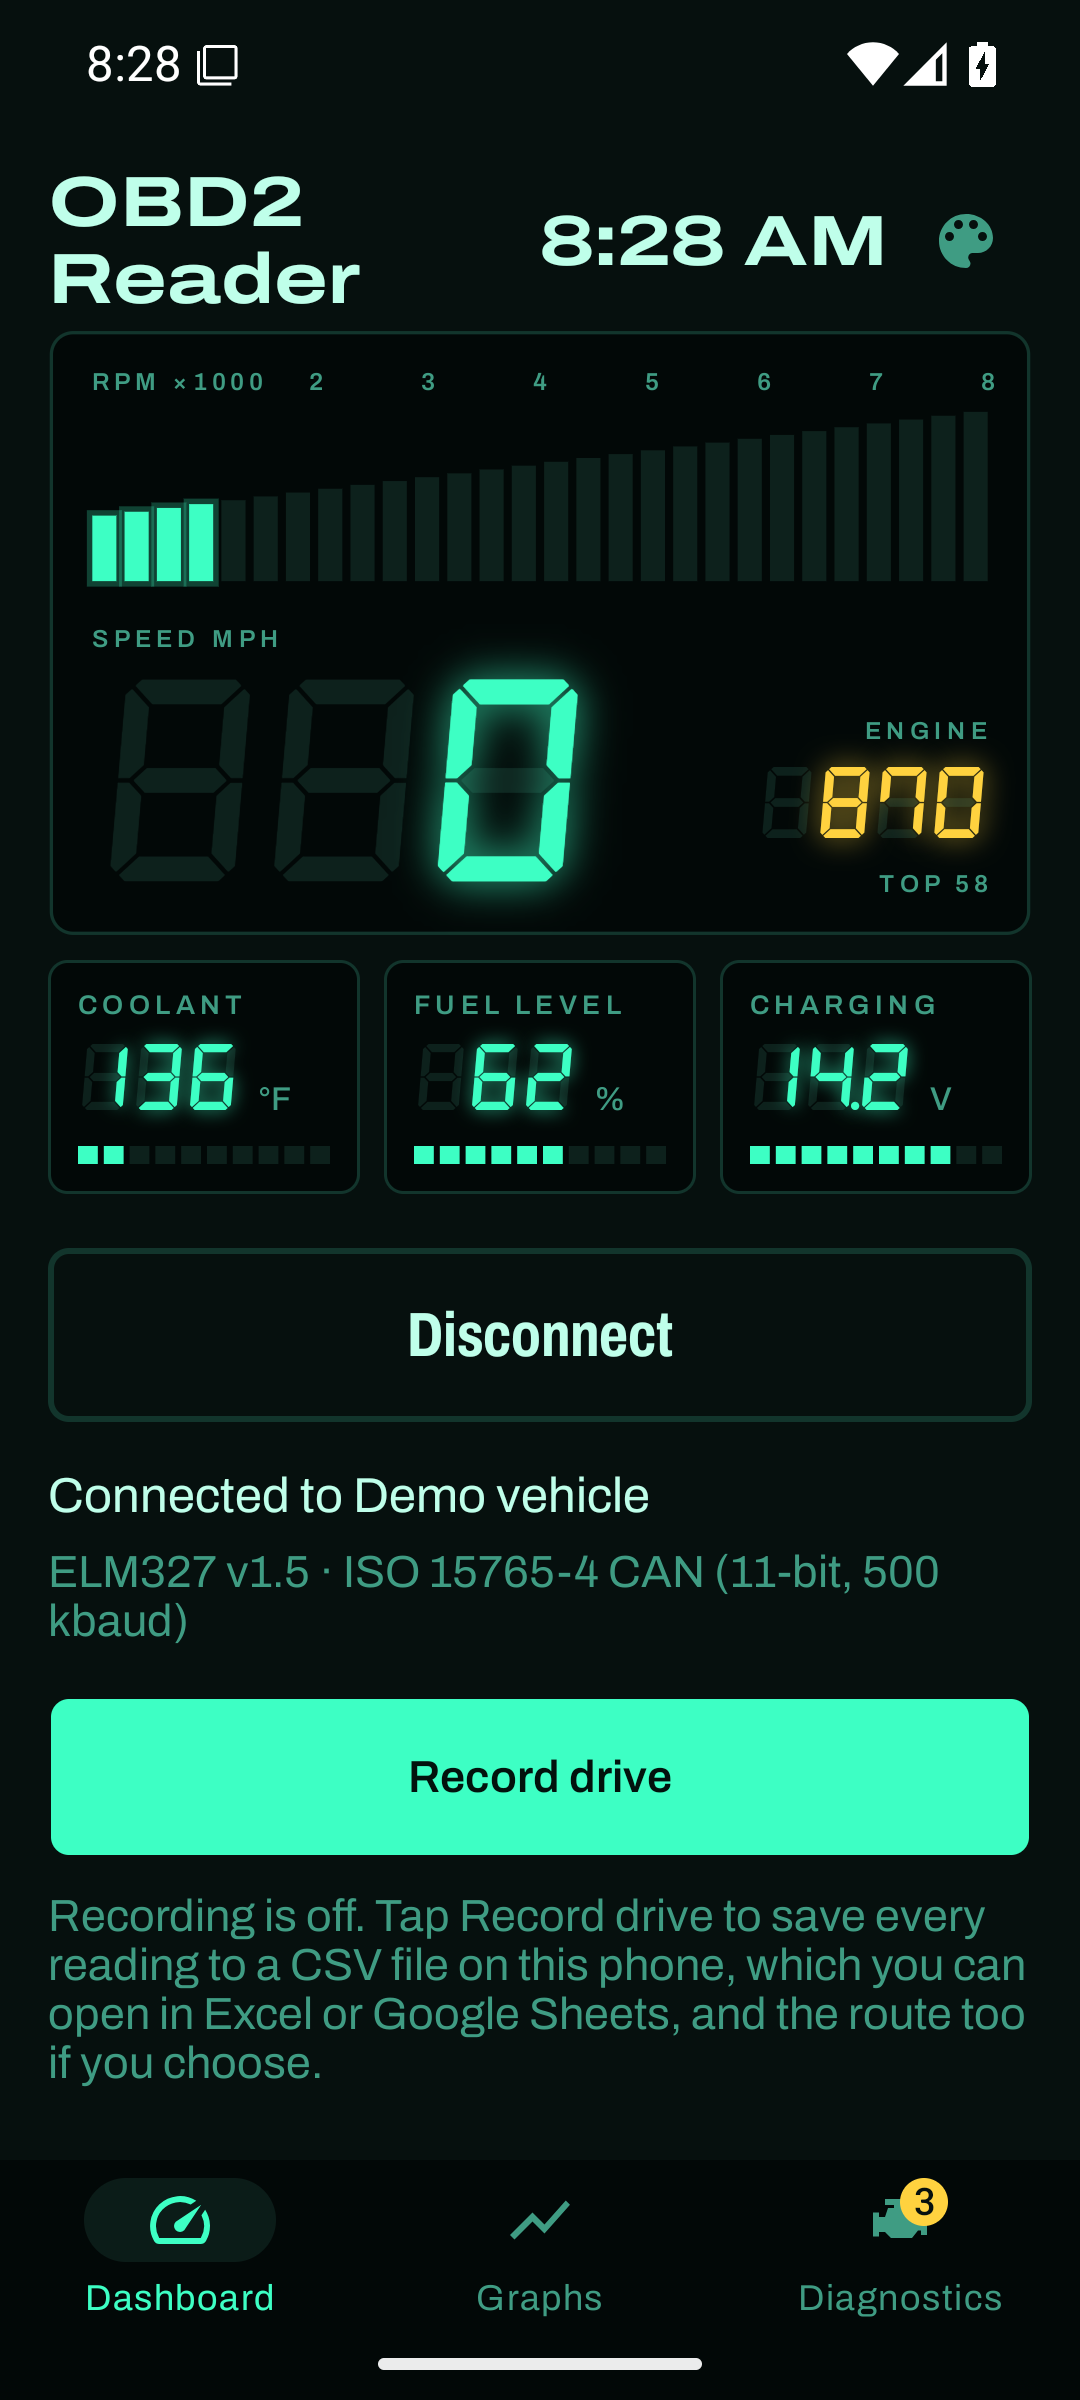 8:28
OBD2
Reader
8:28 AM
RPM ×1000 2 3 4 5 6 7 8
SPEED MPH
0
ENGINE
870
TOP 58
COOLANT
136 °F
FUEL LEVEL
62 %
CHARGING
14.2 V
Disconnect
Connected to Demo vehicle
ELM327 v1.5 · ISO 15765-4 CAN (11-bit, 500
kbaud)
Record drive
Recording is off. Tap Record drive to save every
reading to a CSV file on this phone, which you can
open in Excel or Google Sheets, and the route too
if you choose.
3
Dashboard
Graphs
Diagnostics